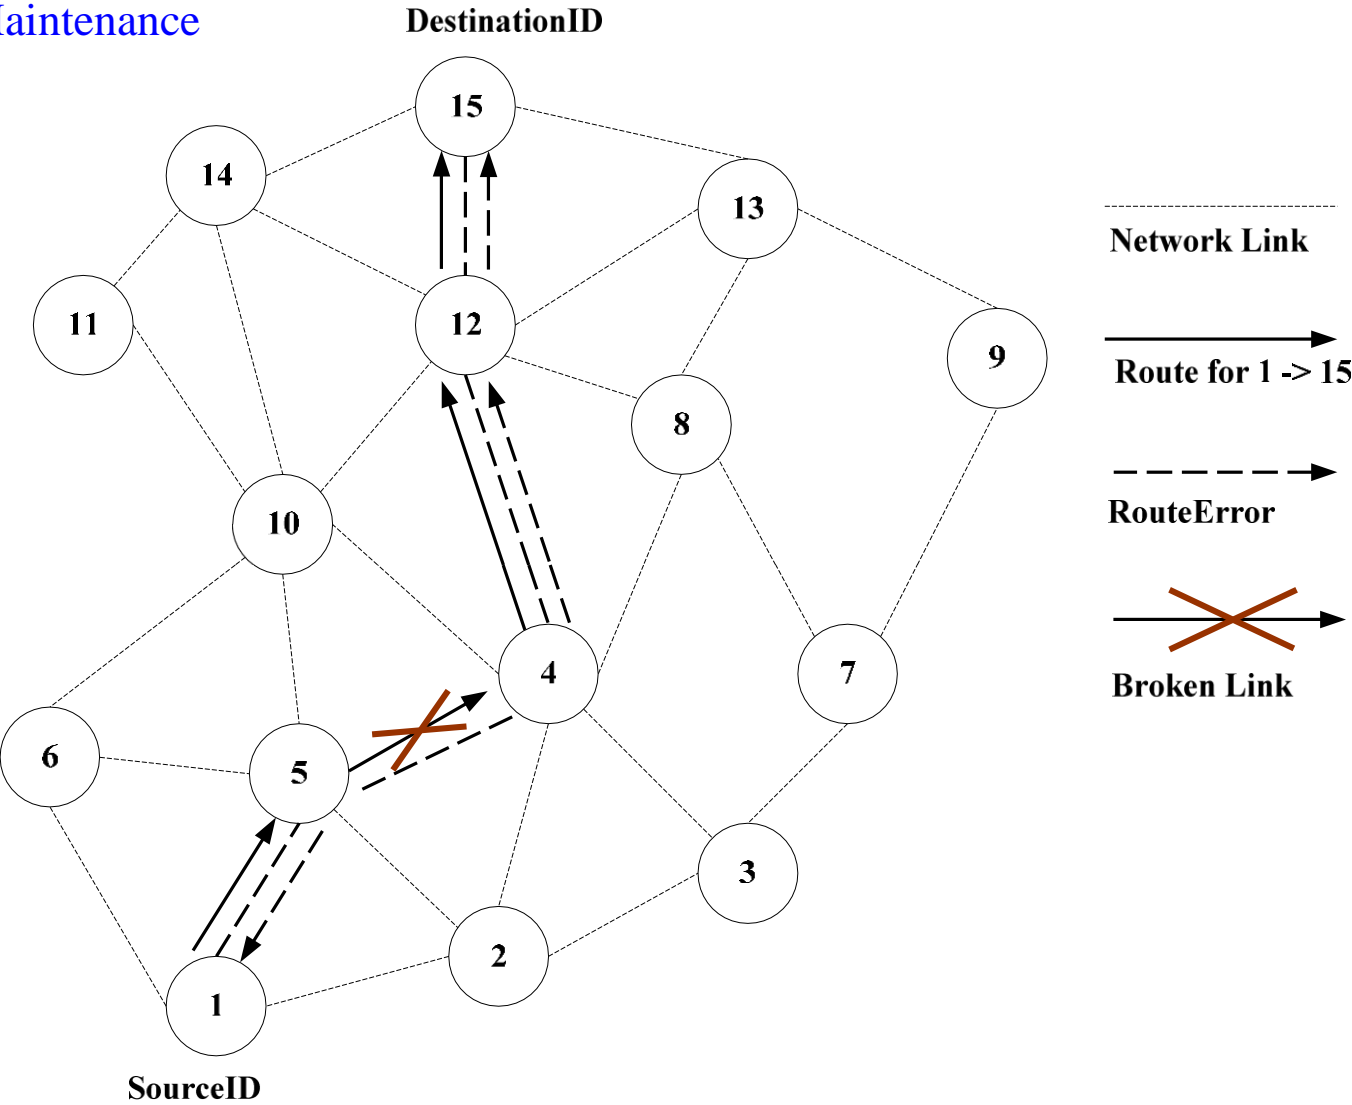 aintenance
DestinationID
15
14
13
Network Link
11
12
9
Route for 1 -> 15
8
10
RouteError
4
7
Broken Link
6
5
3
2
1
SourceID